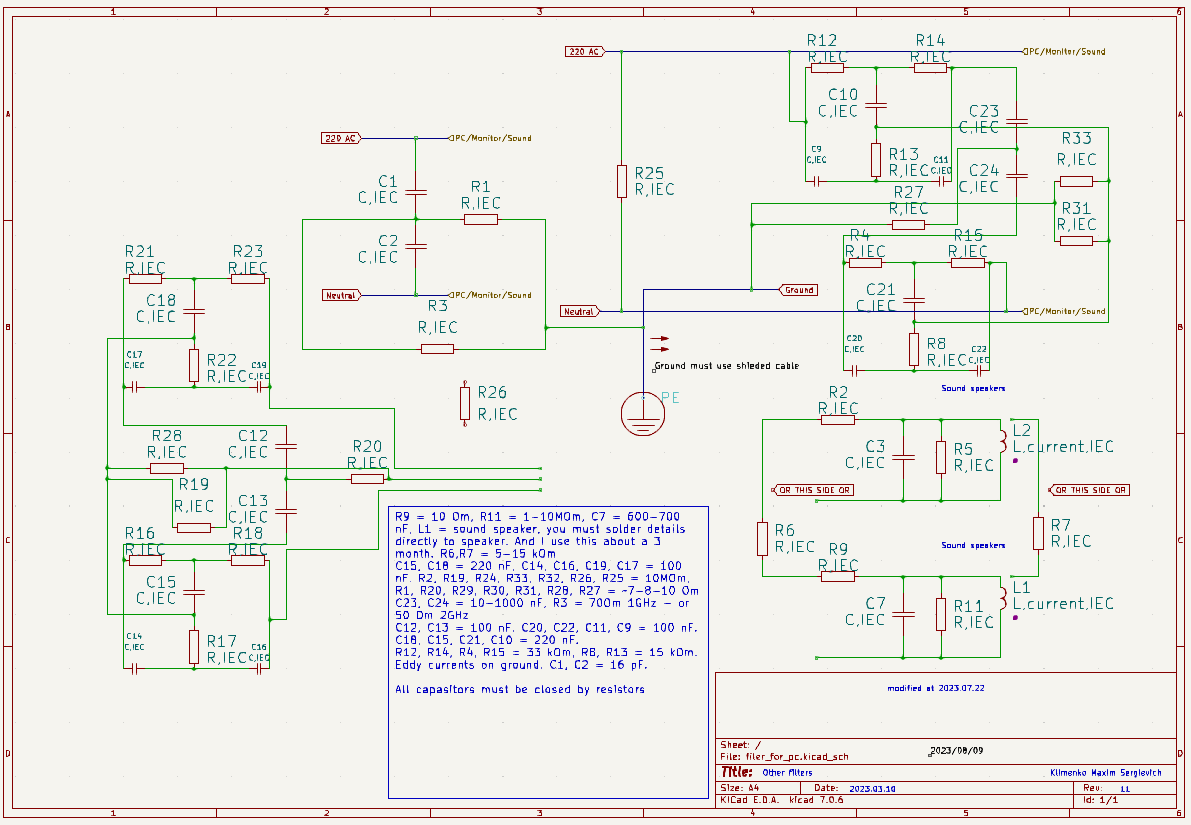 1 2 3 4 5 6
R12
R,IEC
R14
R,IEC
220 AC
PC/Monitor/Sound
C10
C,IEC
C23
C,IEC
A
A
220 AC
PC/Monitor/Sound
R33
R,IEC
C9
C,IEC
R13
R,IEC
C11
C,IEC
C24
C,IEC
C1
C,IEC
R1
R,IEC
R25
R,IEC
R27
R,IEC
R31
R,IEC
C2
C,IEC
R4
R,IEC
R15
R,IEC
R21
R,IEC
R23
R,IEC
Neutral
PC/Monitor/Sound
Ground
C18
C,IEC
R3
R,IEC
C21
C,IEC
Neutral
PC/Monitor/Sound
B
B
C17
C,IEC
R22
R,IEC
C19
C,IEC
C20
C,IEC
R8
R,IEC
C22
C,IEC
Ground must use shieded cable
PE
R26
R,IEC
Sound speakers
R2
R,IEC
R28
R,IEC
C12
C,IEC
R20
R,IEC
C3
C,IEC
R5
R,IEC
L2
L,current,IEC
R19
R,IEC
C13
C,IEC
OR THIS SIDE OR
OR THIS SIDE OR
R16
R,IEC
R18
R,IEC
R6
R,IEC
R7
R,IEC
C
C
Sound speakers
R9
R,IEC
C15
C,IEC
C7
C,IEC
R11
R,IEC
L1
L,current,IEC
C14
C,IEC
R17
R,IEC
C16
C,IEC
R9 = 10 Om, R11 = 1-10MOm, C7 = 600-700
nF, L1 = sound speaker, you must solder details
directly to speaker. And I use this about a 3
month. R6,R7 = 5-15 kOm
C15, C18 = 220 nF. C14, C16, C19, C17 = 100
nF. R2, R19, R24, R33, R32, R26, R25 = 10MOm.
R1, R20, R29, R30, R31, R28, R27 = ~7-8-10 Om
C23, C24 = 10-1000 nF, R3 = 70Om 1GHz - or
50 Om 2GHz
C12, C13 = 100 nF. C20, C22, C11, C9 = 100 nF.
C18, C15, C21, C10 = 220 nF.
R12, R14, R4, R15 = 33 kOm, R8, R13 = 15 kOm.
Eddy currents on ground. C1, C2 = 16 pF.
All capasitors must be closed by resistors
modified at 2023.07.22
D
D
Sheet: /
File: filer_for_pc.kicad_sch
2023/08/09
Title: Other filters
Klimenko Maxim Sergievich
Size: A4
Date: 2023.03.10
Rev: 11
KiCad E.D.A. kicad 7.0.6
Id: 1/1
1 2 3 4 5 6